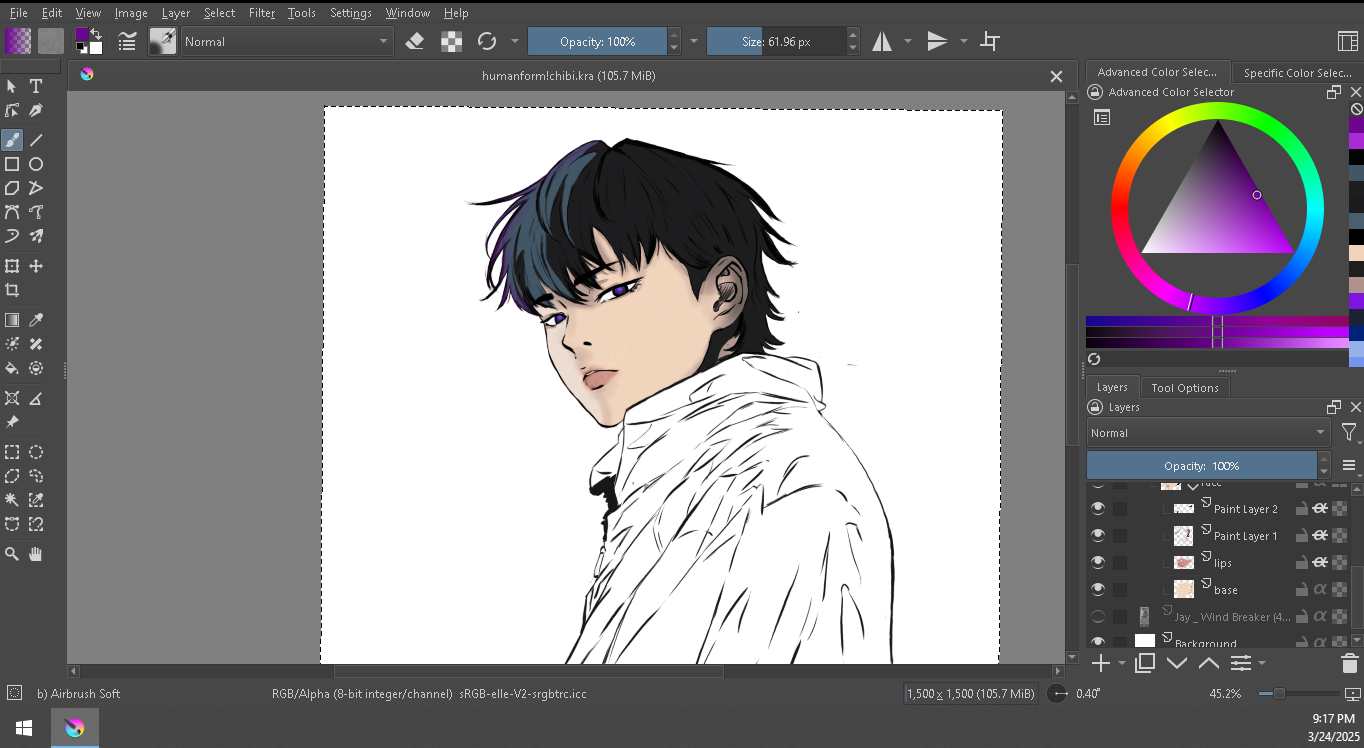 File Edit View Image Layer Select Filter Tools Settings Window Help
Normal
Opacity: 100%
Size: 61.96 px
humanform!chibi.kra (105.7 MiB)
Advanced Color Selec...
Specific Color Selec...
Advanced Color Selector
Layers
Tool Options
Layers
Normal
Opacity: 100%
Paint Layer 2
Paint Layer 1
lips
base
Jay _ Wind Breaker (4...
Background
b) Airbrush Soft
RGB/Alpha (8-bit integer/channel) sRGB-elle-V2-srgbtrc.icc
1,500 x 1,500 (105.7 MiB)
0.40°
45.2%
9:17 PM
3/24/2025